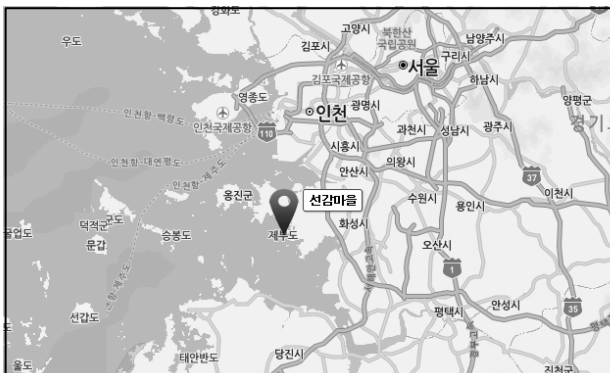 강화도
우도
고양시
북한산
국립공원
남양주시
김포시
구리시
서울
김포국제공항
하남시
영종도
인천
광명시
양평군
인천항-백령도
인천국제공항
110
과천시
성남시
광주시
경기
시흥시
인천항-대연평도
안산시
의왕시
37
인천항-제주도
옹진군
선감마을
수원시
용인시
이천시
덕적군
군도
굴업도
문갑
승봉도
제부도
화성시
오산시
1
선갑도
평택시
안성시
35
울도
태안반도
당진시
진천군